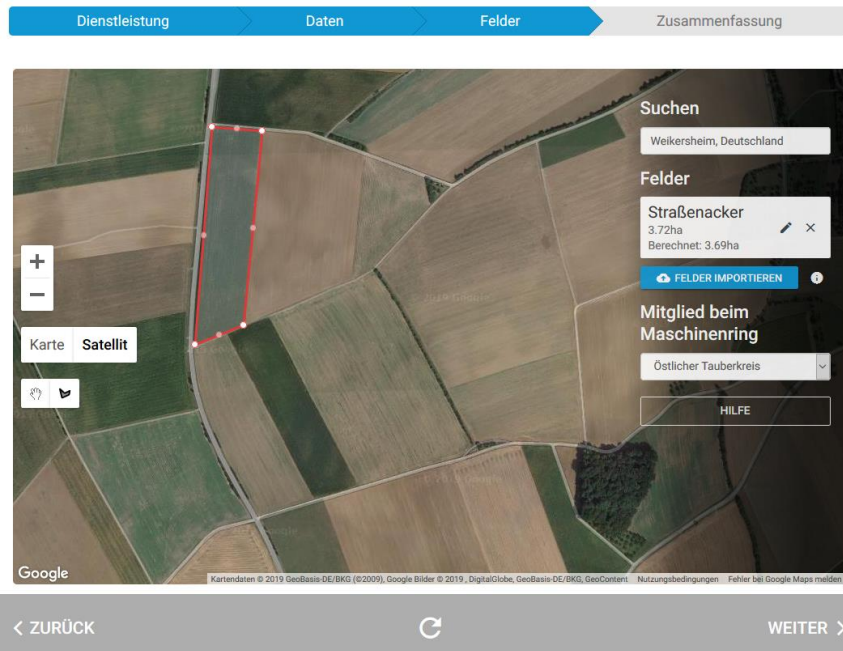 Dienstleistung
Daten
Felder
Zusammenfassung
Suchen
Weikersheim, Deutschland
Felder
Straßenacker
3.72ha
Berechnet: 3.69ha
FELDER IMPORTIEREN
Mitglied beim
Maschinenring
Östlicher Tauberkreis
HILFE
Karte
Satellit
Google
Kartendaten © 2019 GeoBasis-DE/BKG (©2009), Google Bilder © 2019 , DigitalGlobe, GeoBasis-DE/BKG, GeoContent
Nutzungsbedingungen
Fehler bei Google Maps melden
ZURÜCK
WEITER